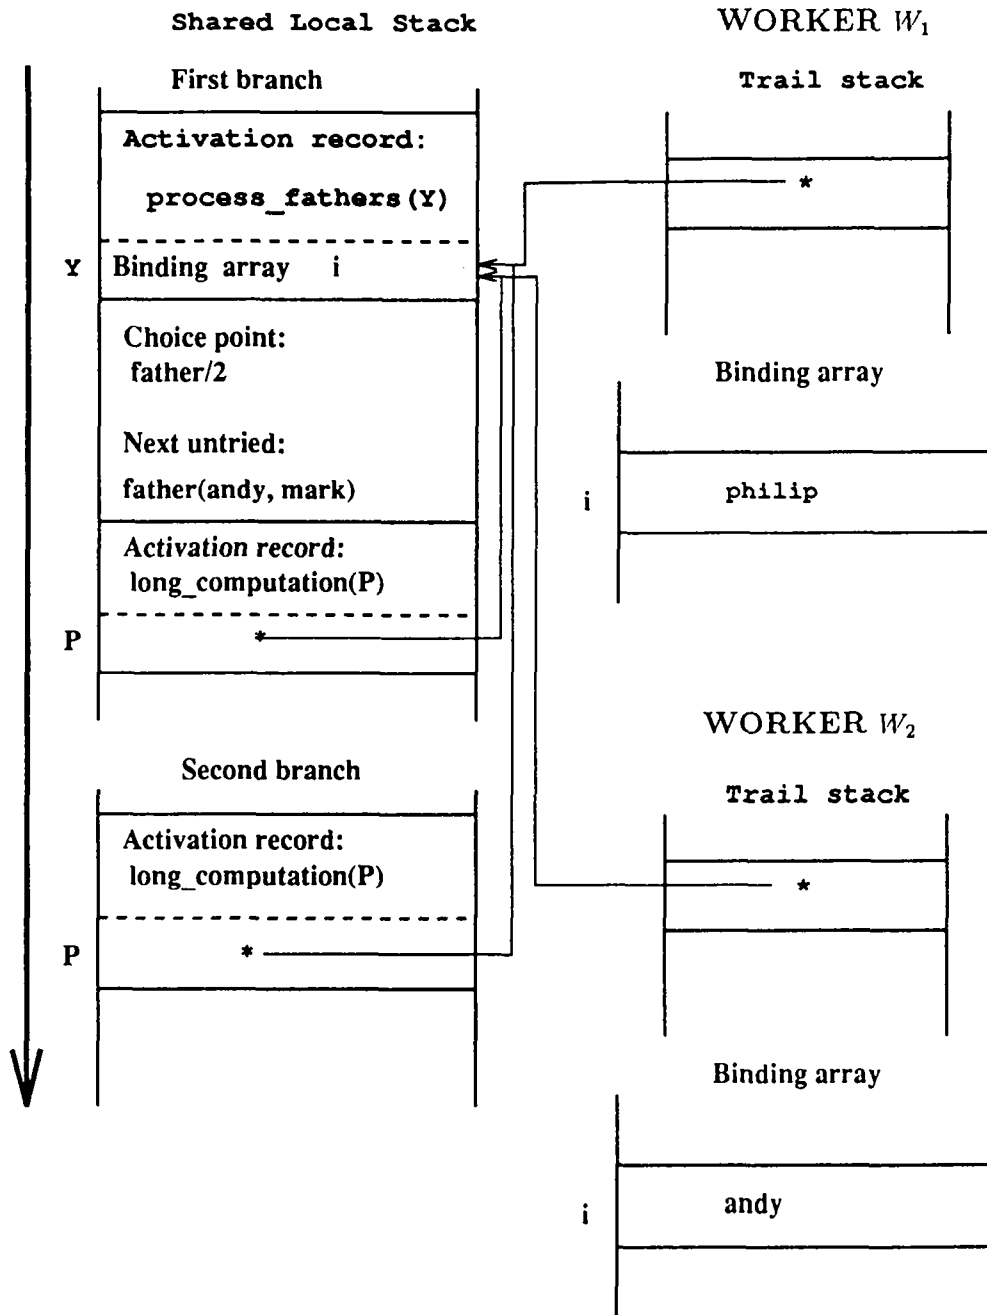 Shared Local Stack
First branch
Activation record:
process_fathers(Y)
Y
Binding array i
Choice point:
father/2
Next untried:
father(andy, mark)
Activation record:
long_computation(P)
P
*
Second branch
Activation record:
long_computation(P)
P
*
WORKER W1
Trail stack
*
Binding array
i
philip
WORKER W2
Trail stack
*
Binding array
i
andy